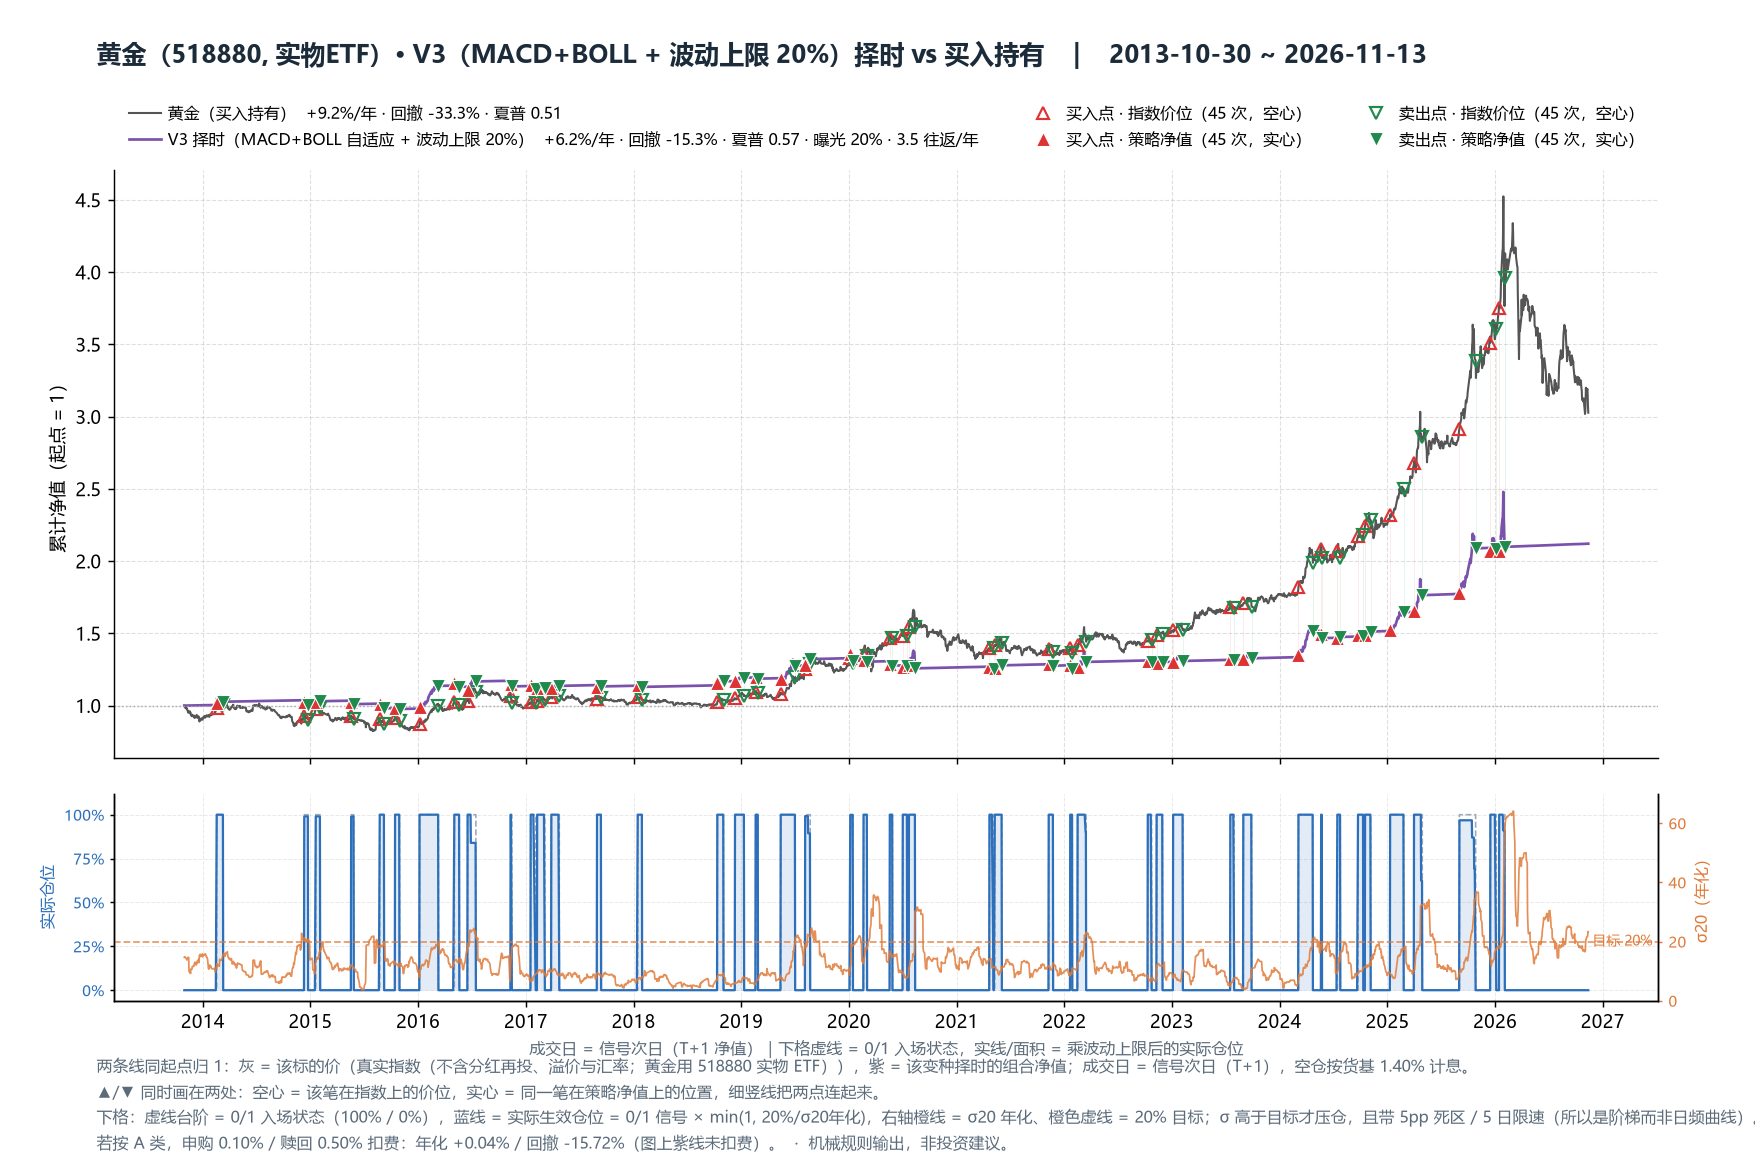 黄金（518880, 实物ETF）· V3（MACD+BOLL + 波动上限 20%）择时 vs 买入持有 | 2013-10-30 ~ 2026-11-13
黄金（买入持有） +9.2%/年 · 回撤 -33.3% · 夏普 0.51
V3 择时（MACD+BOLL 自适应 + 波动上限 20%） +6.2%/年 · 回撤 -15.3% · 夏普 0.57 · 曝光 20% · 3.5 往返/年
买入点 · 指数价位（45 次，空心）
买入点 · 策略净值（45 次，实心）
卖出点 · 指数价位（45 次，空心）
卖出点 · 策略净值（45 次，实心）
累计净值（起点 = 1）
4.5
4.0
3.5
3.0
2.5
2.0
1.5
1.0
实际仓位
100%
75%
50%
25%
0%
60
40
20
0
σ20（年化）
目标 20%
2014 2015 2016 2017 2018 2019 2020 2021 2022 2023 2024 2025 2026 2027
成交日 = 信号次日（T+1 净值）｜下格虚线 = 0/1 入场状态，实线/面积 = 乘波动上限后的实际仓位
两条线同起点归 1：灰 = 该标的价（真实指数（不含分红再投、溢价与汇率；黄金用 518880 实物 ETF）），紫 = 该变种择时的组合净值；成交日 = 信号次日（T+1），空仓按货基 1.40% 计息。
▲/▼ 同时画在两处：空心 = 该笔在指数上的价位，实心 = 同一笔在策略净值上的位置，细竖线把两点连起来。
下格：虚线台阶 = 0/1 入场状态（100% / 0%），蓝线 = 实际生效仓位 = 0/1 信号 × min(1, 20%/σ20年化)，右轴橙线 = σ20 年化、橙色虚线 = 20% 目标；σ 高于目标才压仓，且带 5pp 死区 / 5 日限速（所以是阶梯而非日频曲线）。
若按 A 类，申购 0.10% / 赎回 0.50% 扣费：年化 +0.04% / 回撤 -15.72%（图上紫线未扣费）。 · 机械规则输出，非投资建议。